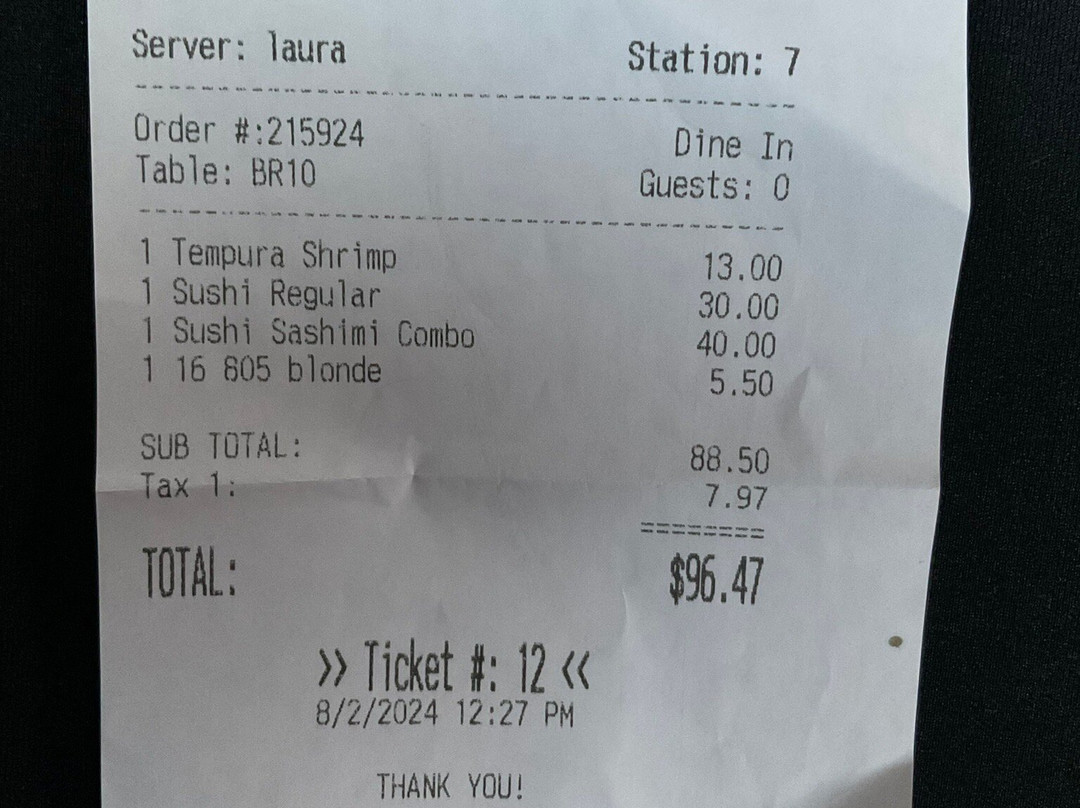 Server: laura Station: 7
Order #:215924 Dine In
Table: BR10 Guests: 0
1 Tempura Shrimp 13.00
1 Sushi Regular 30.00
1 Sushi Sashimi Combo 40.00
1 16 805 blonde 5.50
SUB TOTAL: 88.50
Tax 1: 7.97
========
TOTAL: $96.47
>> Ticket #: 12 <<
8/2/2024 12:27 PM
THANK YOU!